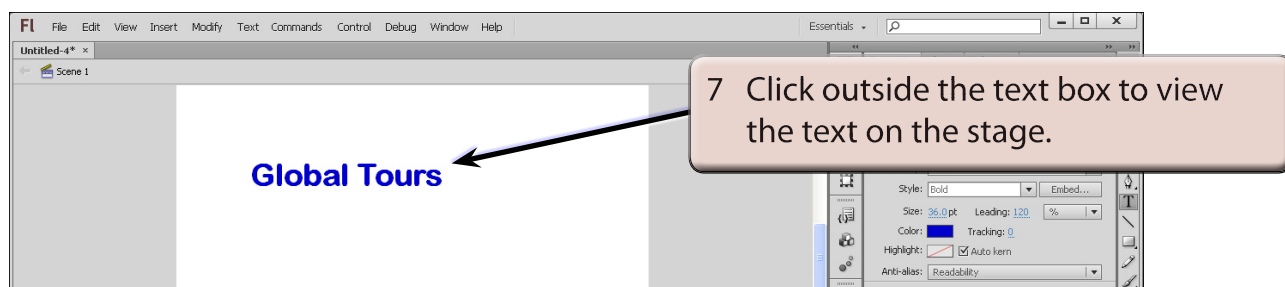 Fl File Edit View Insert Modify Text Commands Control Debug Window Help Essentials
Untitled-4* ×
Scene 1
7 Click outside the text box to view
the text on the stage.
Global Tours
Style: Bold Embed...
Size: 36.0 pt Leading: 120 %
Color: Tracking: 0
Highlight: Auto kern
Anti-alias: Readability
T